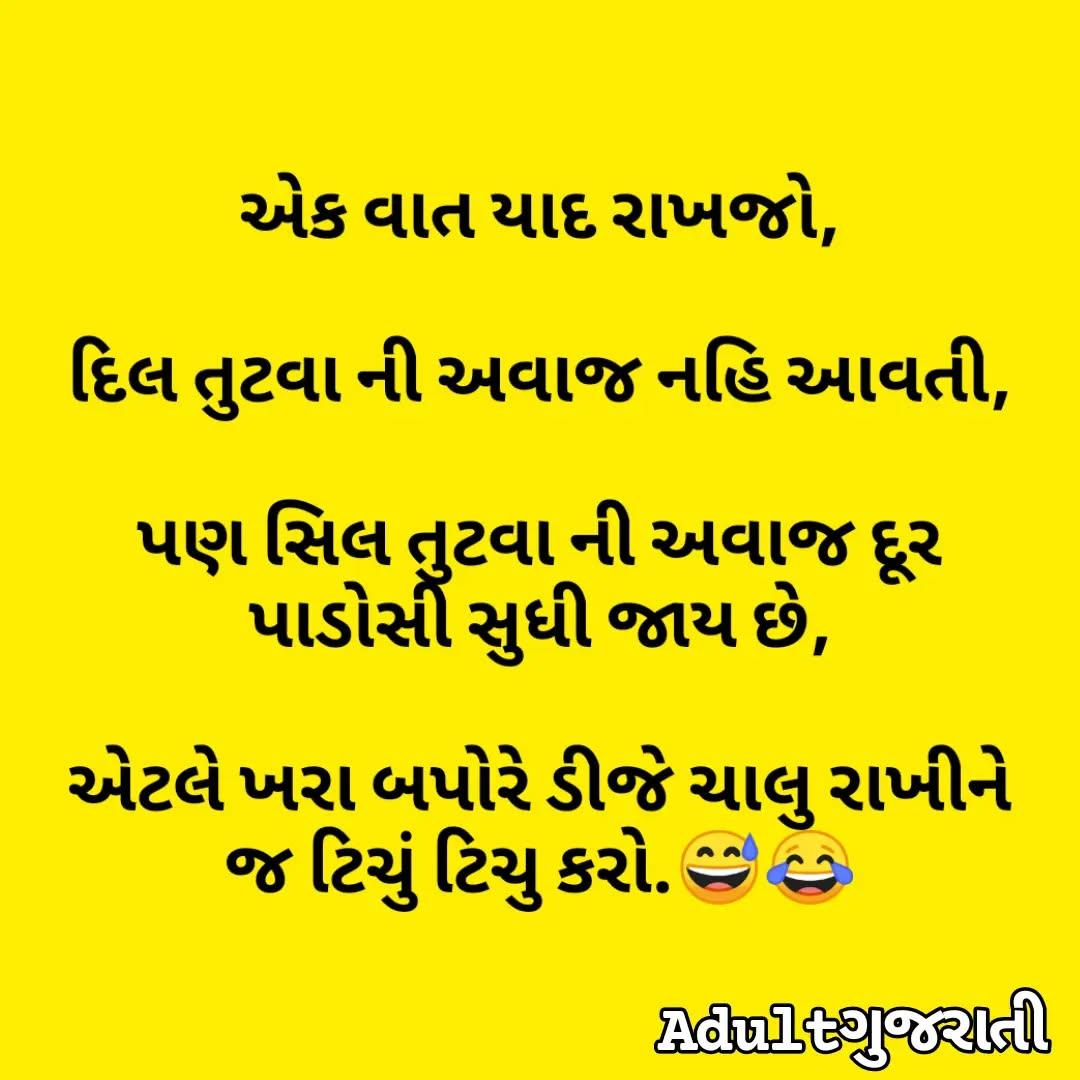 એક વાત યાદ રાખજો,
દિલ તુટવા ની અવાજ નહિ આવતી,
પણ સિલ તુટવા ની અવાજ દૂર
પાડોસી સુધી જાય છે,
એટલે ખરા બપોરે ડીજે ચાલુ રાખીને
જ ટિચું ટિચુ કરો.😅😂
Adultગુજરાતી